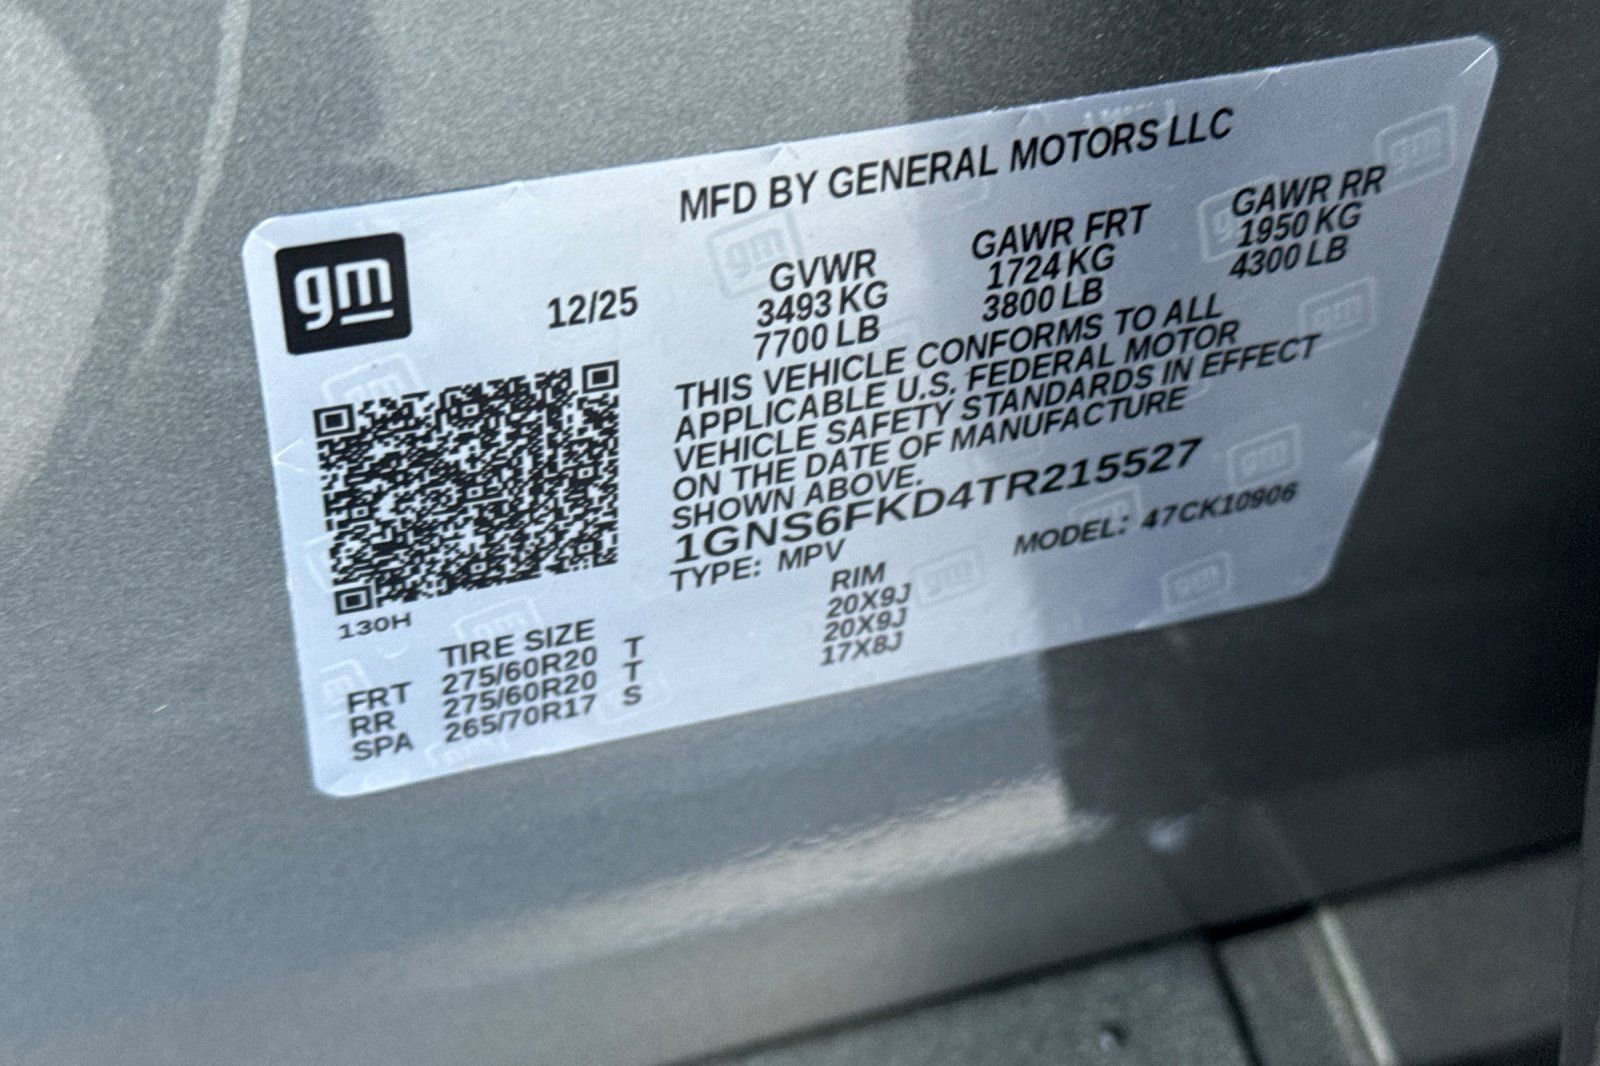 MFD BY GENERAL MOTORS LLC
gm
12/25
GVWR GAWR FRT GAWR RR
3493 KG 1724 KG 1950 KG
7700 LB 3800 LB 4300 LB
THIS VEHICLE CONFORMS TO ALL
APPLICABLE U.S. FEDERAL MOTOR
VEHICLE SAFETY STANDARDS IN EFFECT
ON THE DATE OF MANUFACTURE
SHOWN ABOVE.
1GNS6FKD4TR215527
TYPE: MPV MODEL: 47CK10906
130H
TIRE SIZE RIM
FRT 275/60R20 T 20X9J
RR 275/60R20 T 20X9J
SPA 265/70R17 S 17X8J